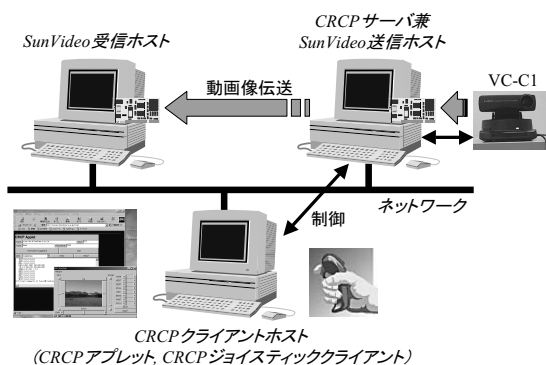 CRCPサーバ兼
SunVideo受信ホスト
SunVideo送信ホスト
VC-C1
動画像伝送
ネットワーク
制御
CRCPクライアントホスト
(CRCPアプレット, CRCPジョイスティッククライアント)